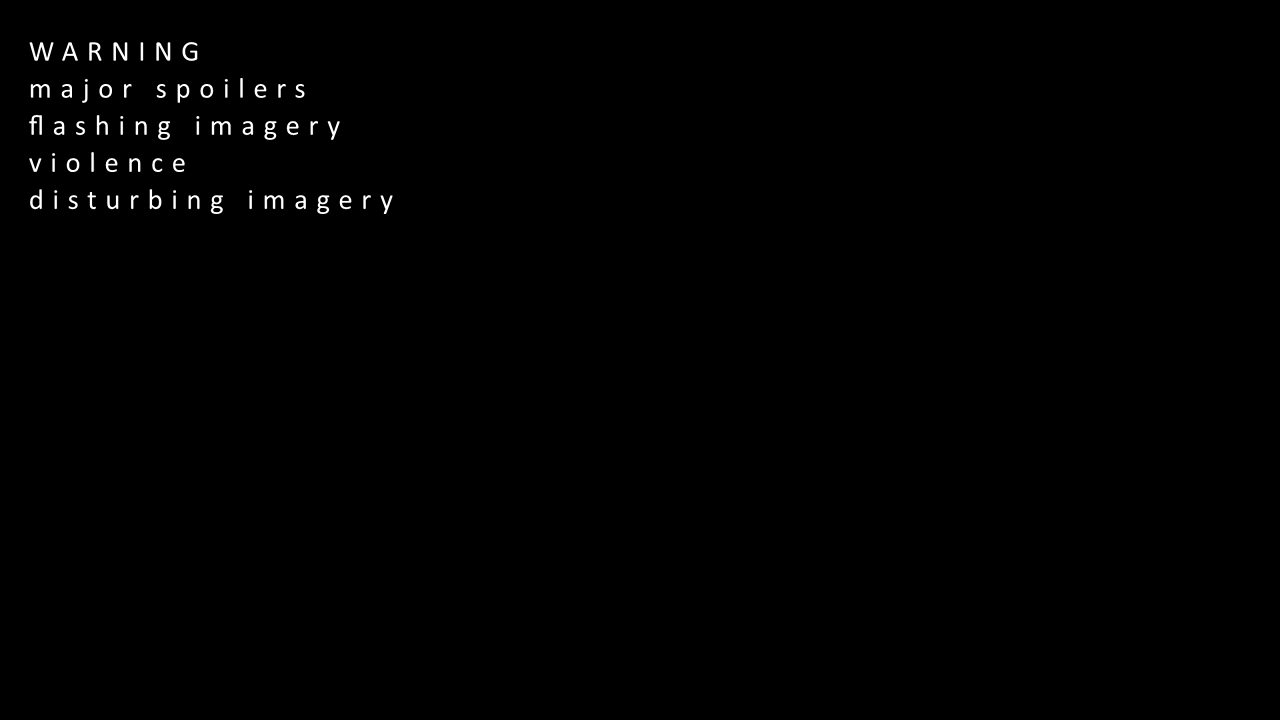 WARNING
major spoilers
flashing imagery
violence
disturbing imagery